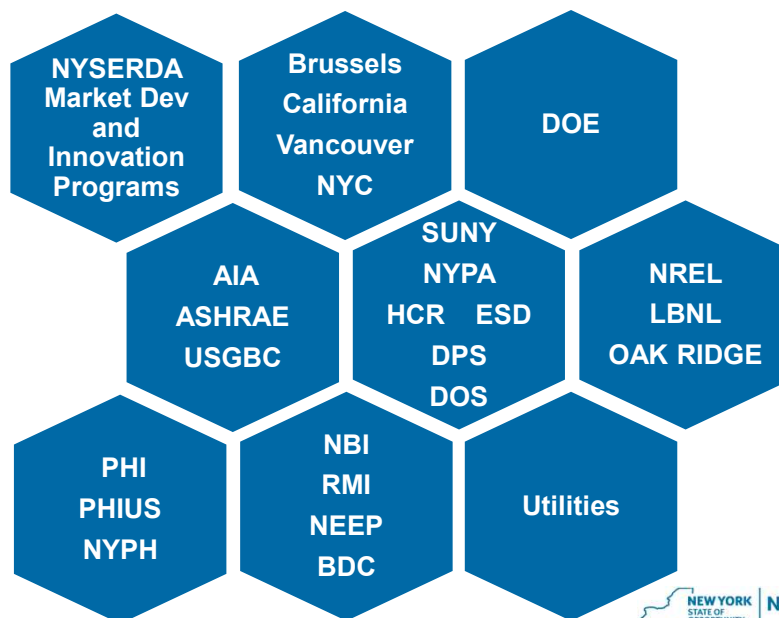 NYSERDA
Market Dev
and
Innovation
Programs
Brussels
California
Vancouver
NYC
DOE
AIA
ASHRAE
USGBC
SUNY
NYPA
HCR ESD
DPS
DOS
NREL
LBNL
OAK RIDGE
PHI
PHIUS
NYPH
NBI
RMI
NEEP
BDC
Utilities
NEW YORK
STATE OF
OPPORTUNITY
N